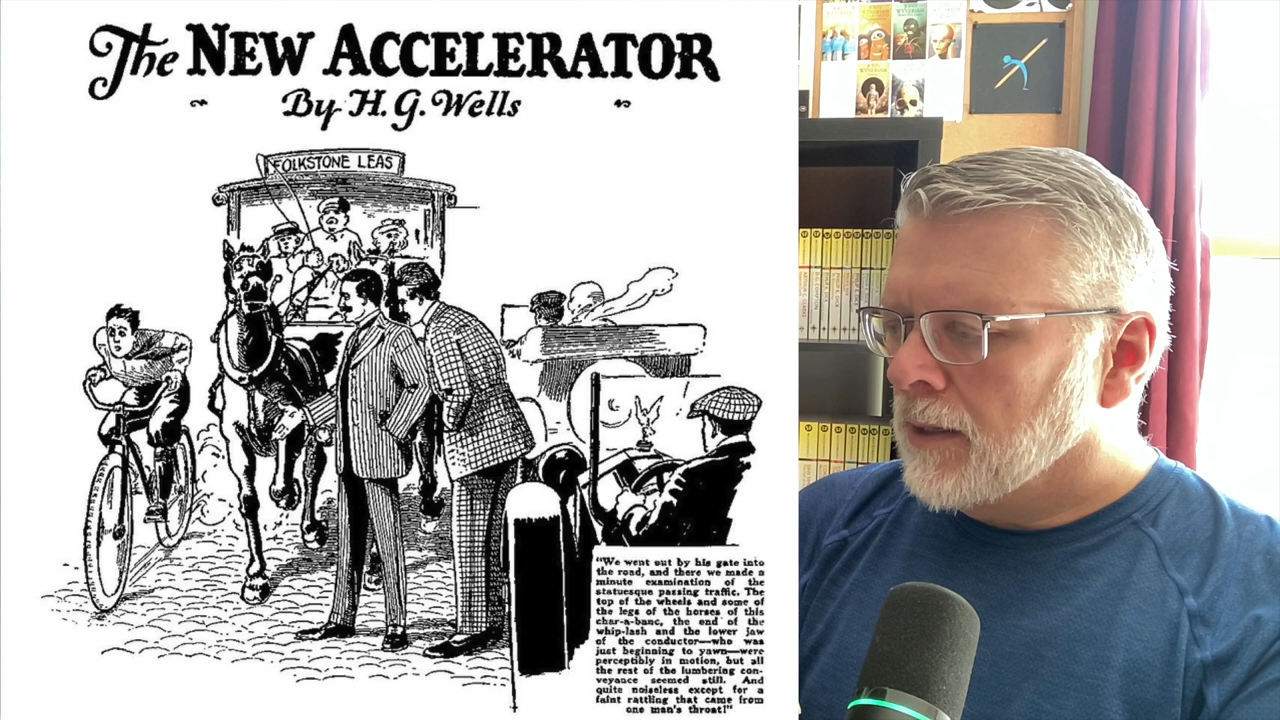 The NEW ACCELERATOR
By H. G. Wells
FOLKSTONE LEAS
"We went out by his gate into
the road, and there we made a
minute examination of the
statuesque passing traffic. The
top of the wheels and some of
the legs of the horses of this
char-a-banc, the end of the
whip-lash and the lower jaw
of the conductor—who was
just beginning to yawn—were
perceptibly in motion, but all
the rest of the lumbering con-
veyance seemed still. And
quite noiseless except for a
faint rattling that came from
one man's throat!"